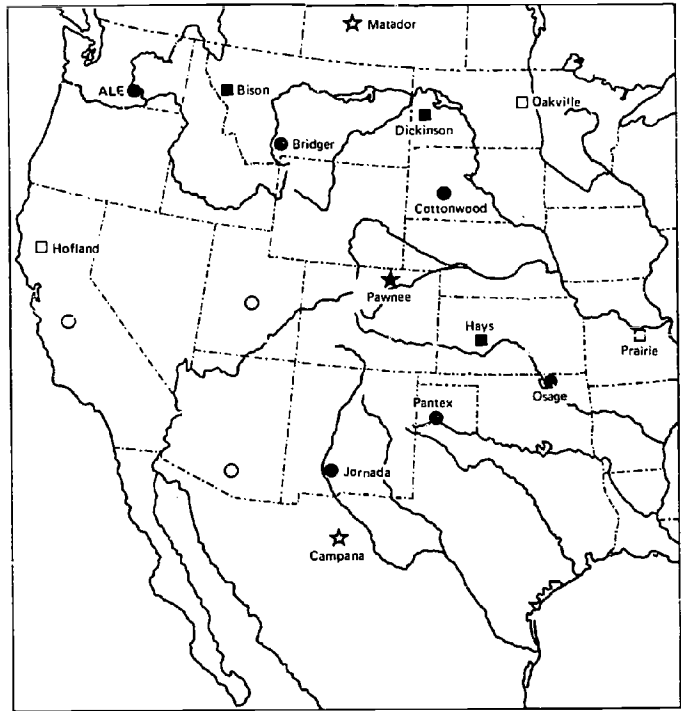 Matador
ALE
Bison
Oakville
Dickinson
Bridger
Cottonwood
Hofland
Pawnee
Hays
Prairie
Osage
Pantex
Jornada
Campana